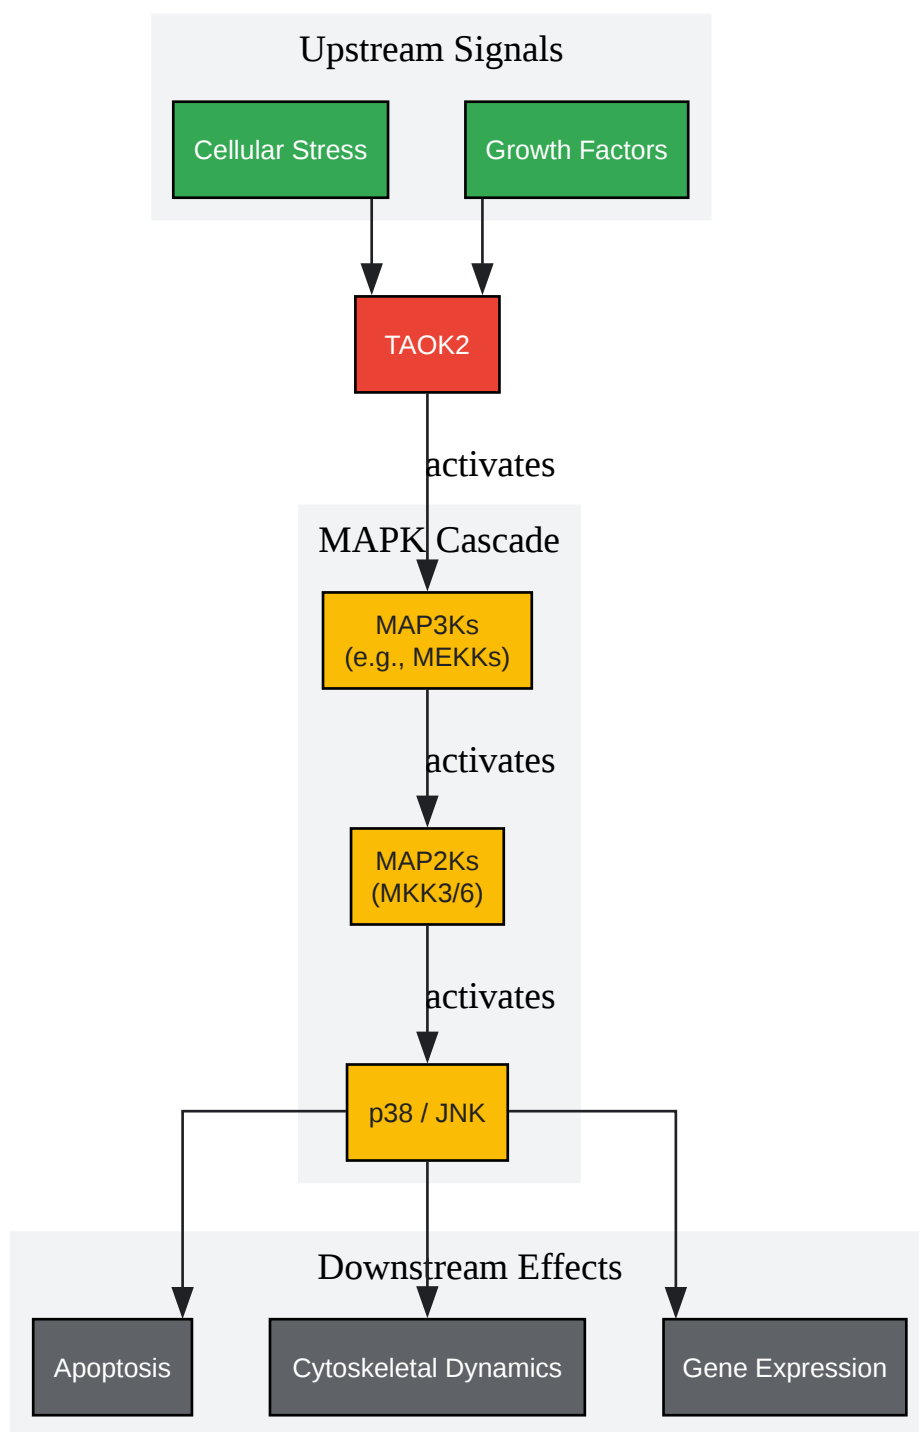 Upstream Signals
Cellular Stress
Growth Factors
TAOK2
activates
MAPK Cascade
MAP3Ks
(e.g., MEKKs)
activates
MAP2Ks
(MKK3/6)
activates
p38 / JNK
Downstream Effects
Apoptosis
Cytoskeletal Dynamics
Gene Expression